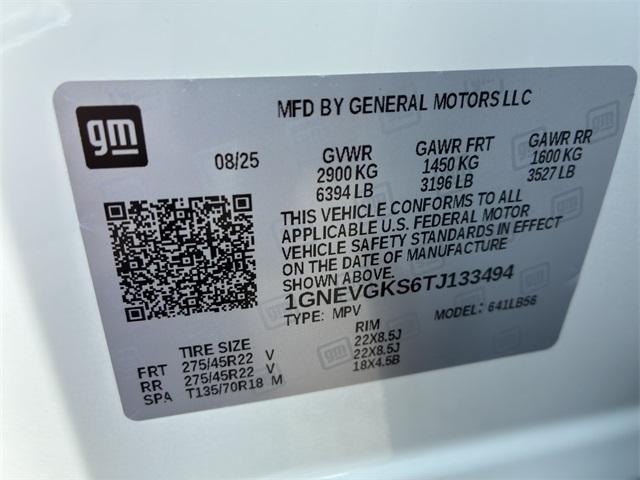 MFD BY GENERAL MOTORS LLC
gm
08/25 GVWR GAWR FRT GAWR RR
2900 KG 1450 KG 1600 KG
6394 LB 3196 LB 3527 LB
THIS VEHICLE CONFORMS TO ALL
APPLICABLE U.S. FEDERAL MOTOR
VEHICLE SAFETY STANDARDS IN EFFECT
ON THE DATE OF MANUFACTURE
SHOWN ABOVE.
1GNEVGKS6TJ133494
TYPE: MPV MODEL: 641LB56
TIRE SIZE RIM
FRT 275/45R22 V 22X8.5J
RR 275/45R22 V 22X8.5J
SPA T135/70R18 M 18X4.5B